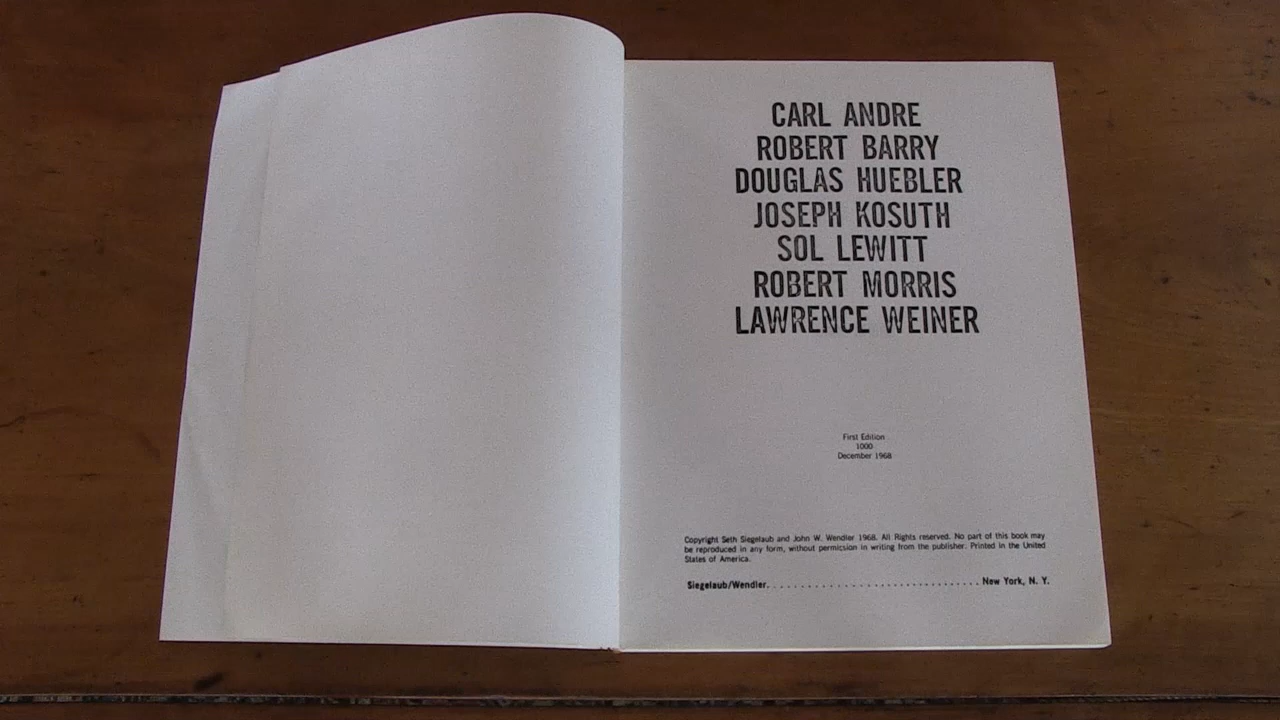 CARL ANDRE
ROBERT BARRY
DOUGLAS HUEBLER
JOSEPH KOSUTH
SOL LEWITT
ROBERT MORRIS
LAWRENCE WEINER
First Edition
1000
December 1968
Copyright Seth Siegelaub and John W. Wendler 1968. All Rights reserved. No part of this book may
be reproduced in any form, without permission in writing from the publisher. Printed in the United
States of America.
Siegelaub/Wendler. . . . . . . . . . . . . . . . . . . . . . . . . . . . . . . New York, N. Y.